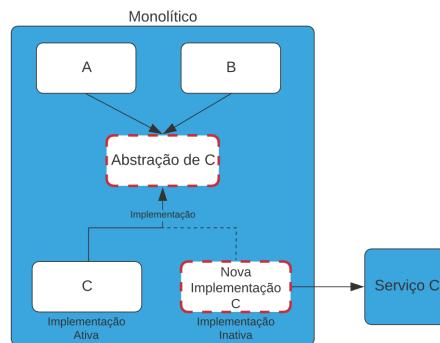 Monolítico
A
B
Abstração de C
Implementação
C
Nova
Implementação
C
Serviço C
Implementação
Ativa
Implementação
Inativa